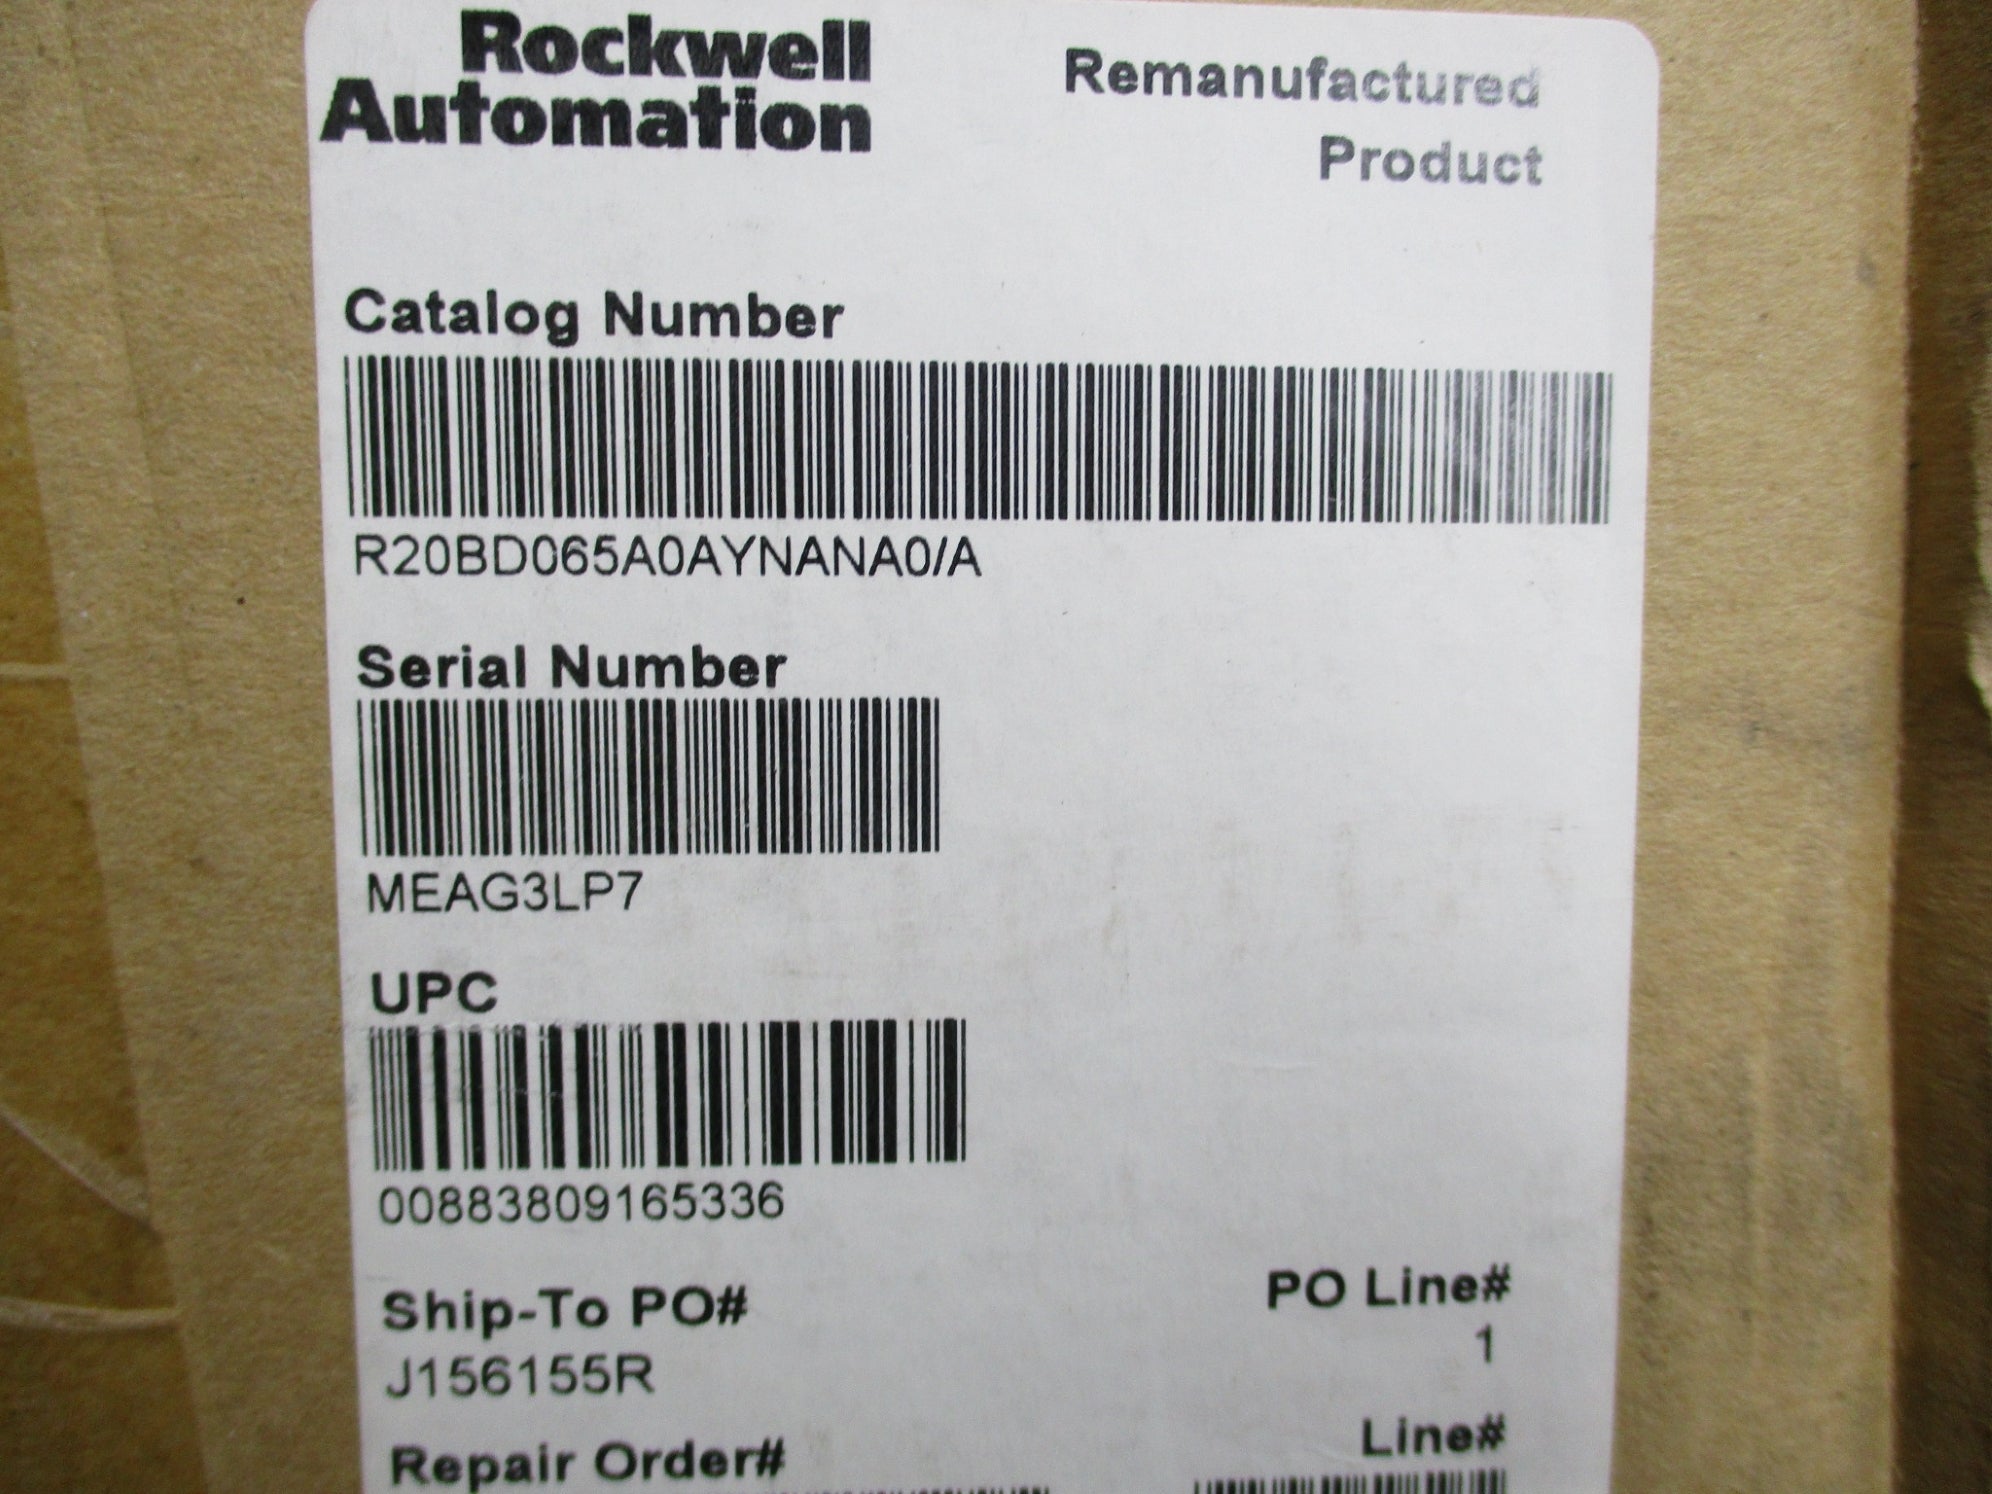 Rockwell
Automation
Remanufactured
Product
Catalog Number
R20BD065A0AYNANA0/A
Serial Number
MEAG3LP7
UPC
00883809165336
Ship-To PO#
J156155R
PO Line#
1
Repair Order#
Line#